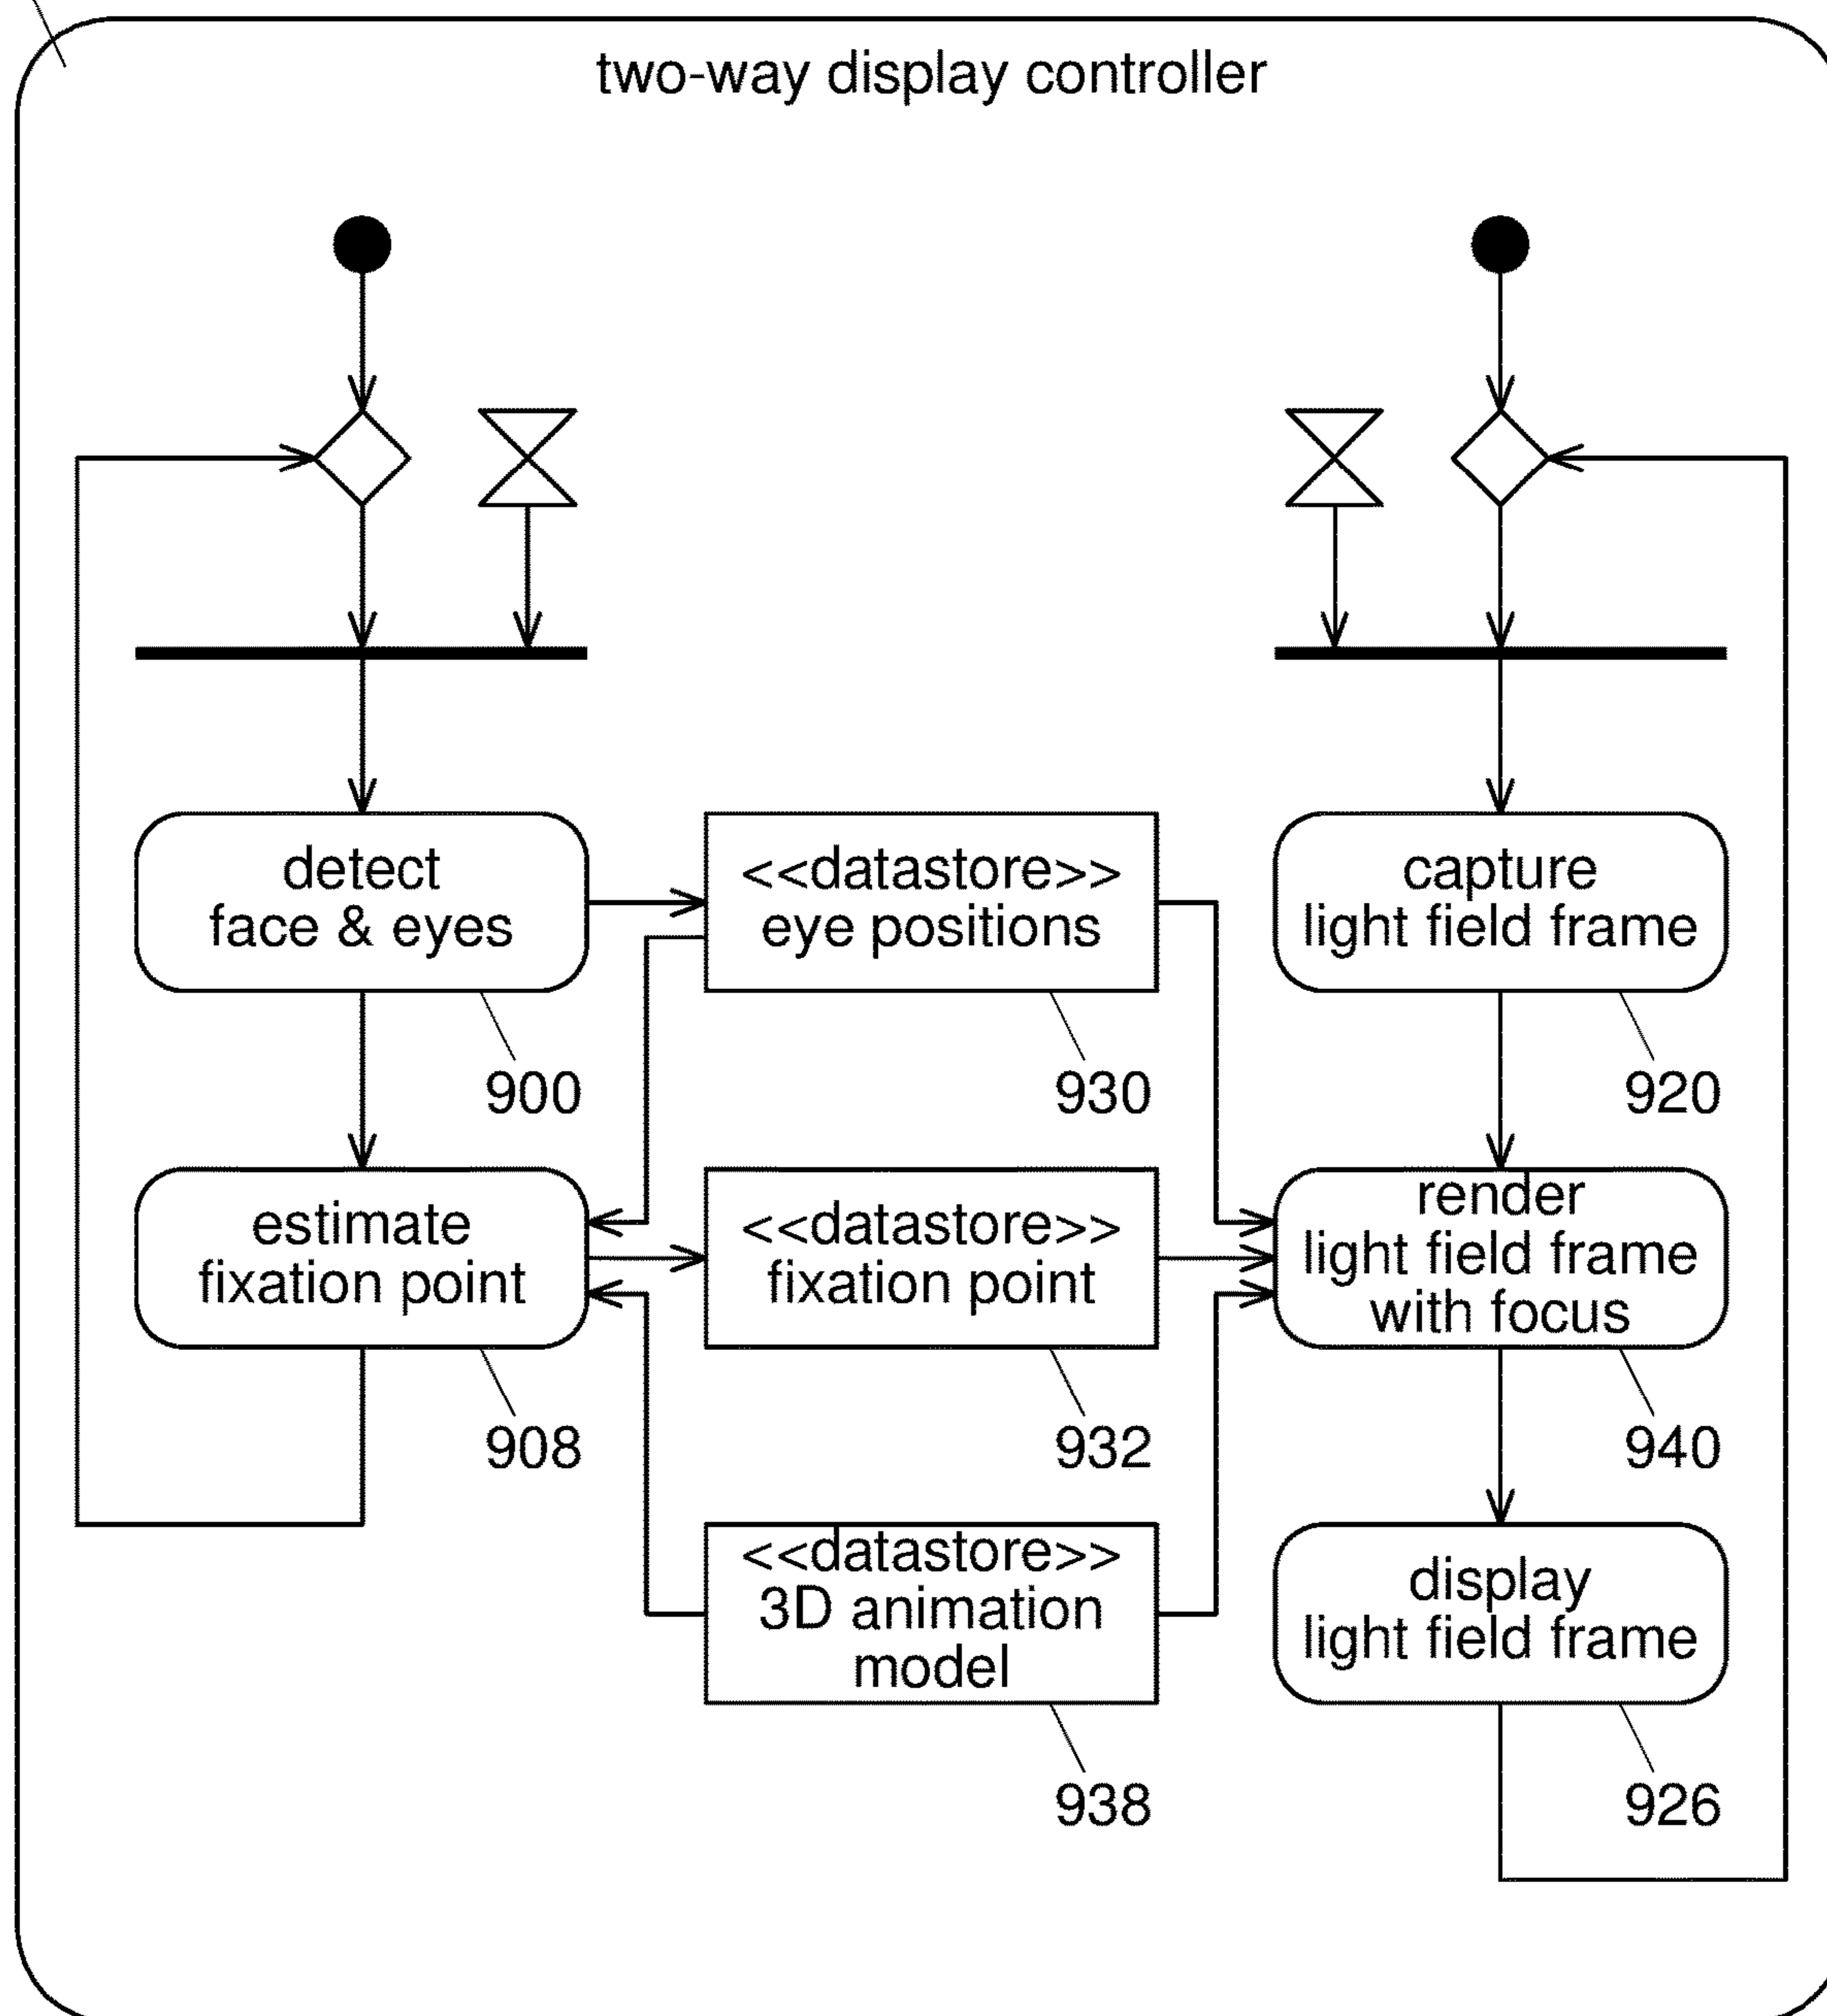 two-way display controller
detect
face & eyes
900
<<datastore>>
eye positions
930
capture
light field frame
920
estimate
fixation point
908
<<datastore>>
fixation point
932
render
light field frame
with focus
940
<<datastore>>
3D animation
model
938
display
light field frame
926